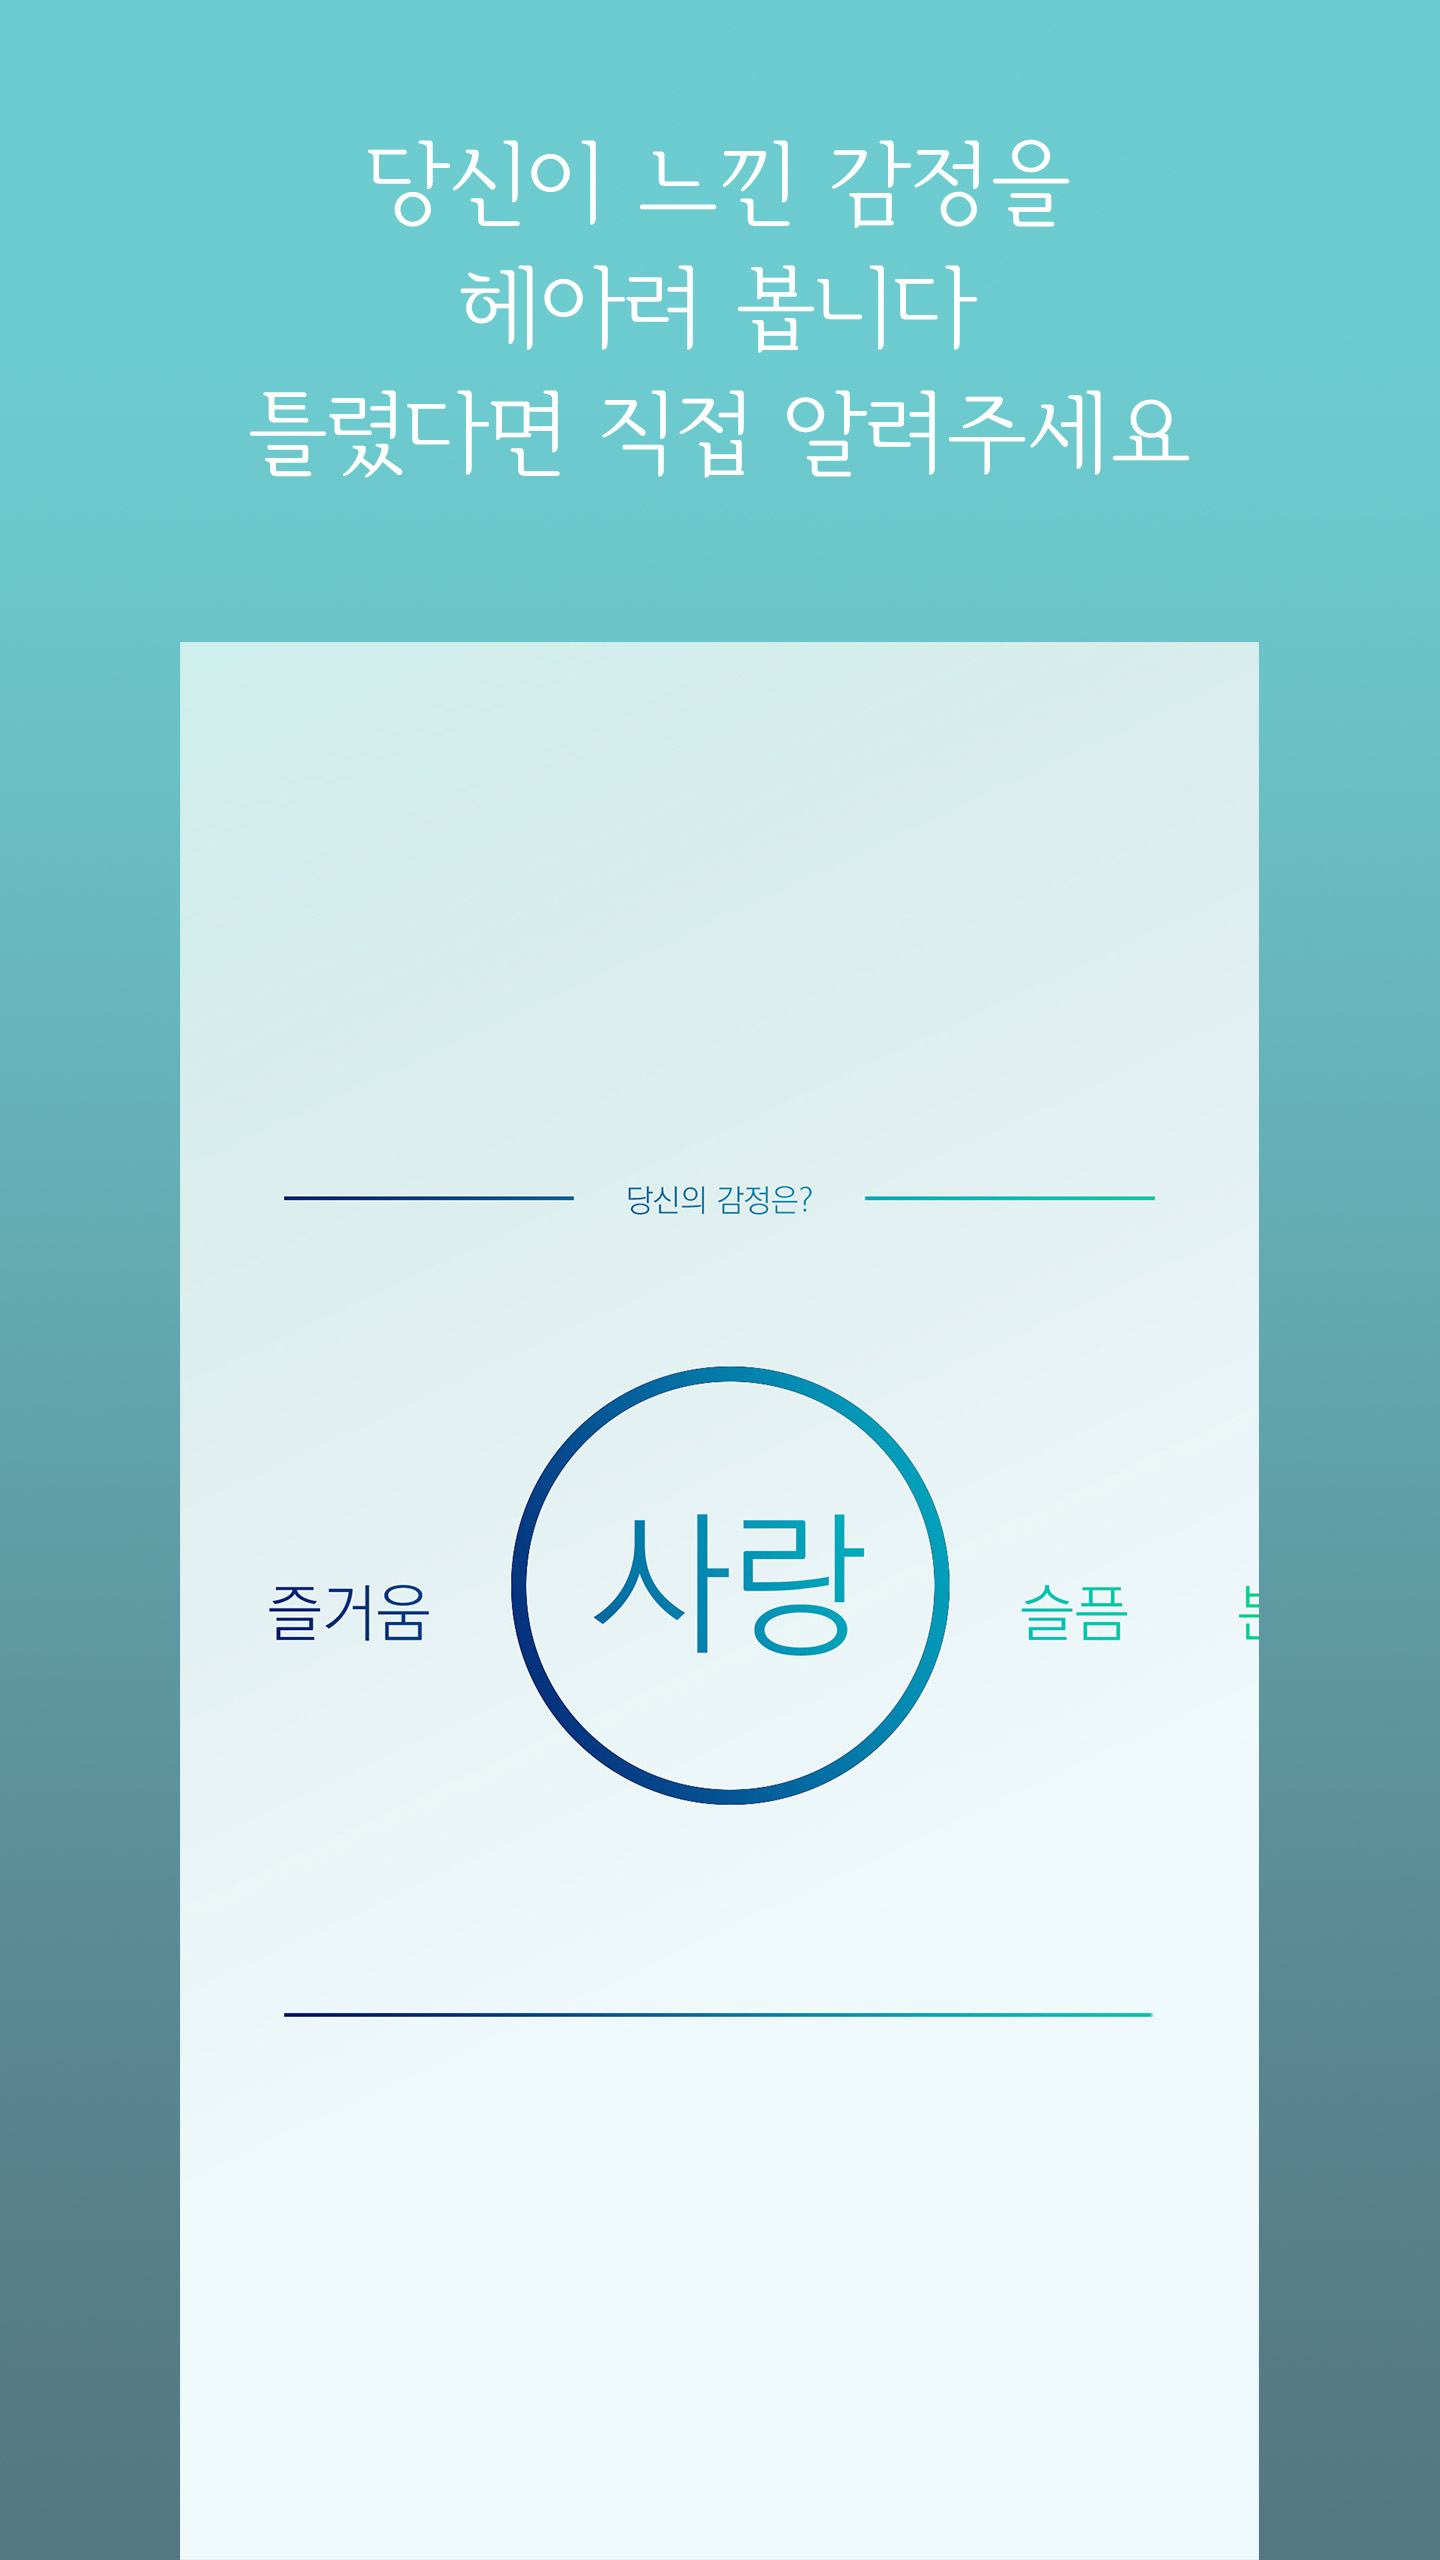 당신이 느낀 감정을
헤아려 봅니다
틀렸다면 직접 알려주세요
당신의 감정은?
즐거움 사랑 슬픔